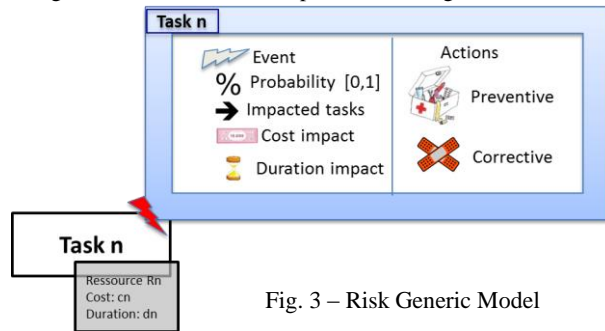 Task n
Event
% Probability [0,1]
Impacted tasks
Cost impact
Duration impact
Actions
Preventive
Corrective
Task n
Ressource Rn
Cost: cn
Duration: dn
Fig. 3 – Risk Generic Model